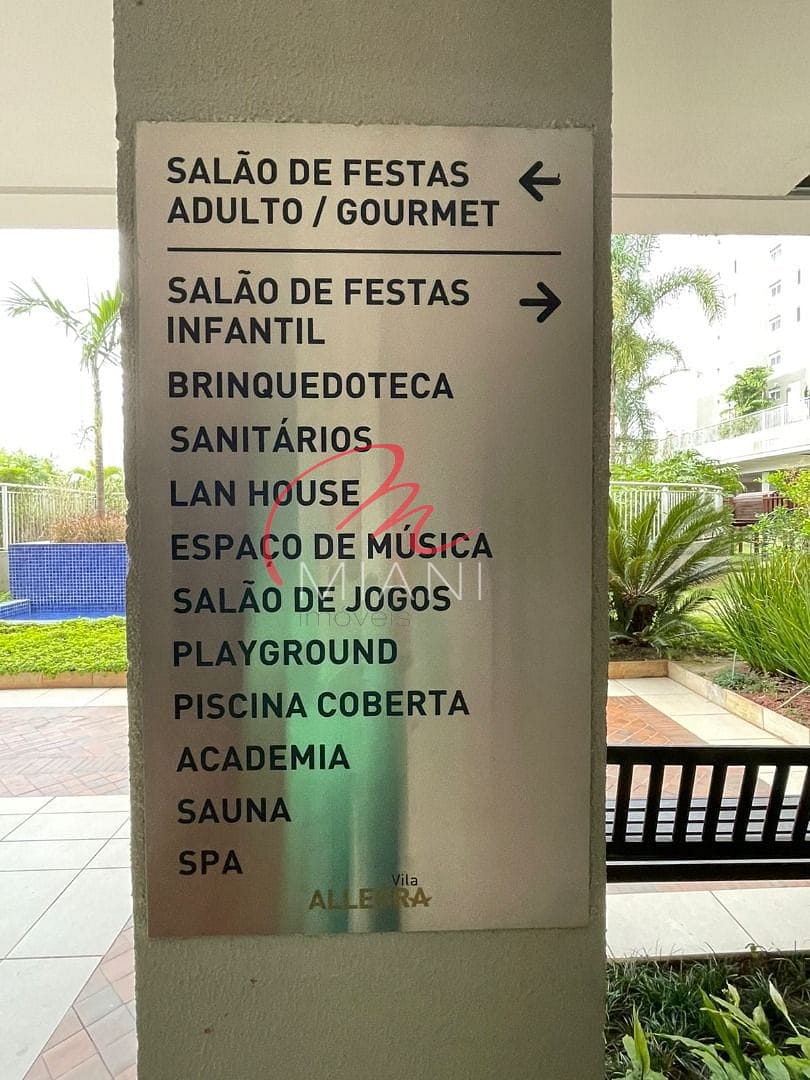 SALÃO DE FESTAS ←
ADULTO / GOURMET
SALÃO DE FESTAS →
INFANTIL
BRINQUEDOTECA
SANITÁRIOS
LAN HOUSE
ESPAÇO DE MÚSICA
MIANI
SALÃO DE JOGOS
imóveis
PLAYGROUND
PISCINA COBERTA
ACADEMIA
SAUNA
SPA
Vila
ALLEGRA